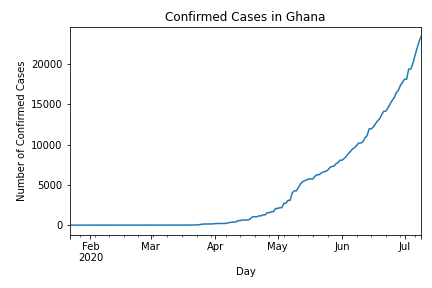 Confirmed Cases in Ghana
Number of Confirmed Cases
20000
15000
10000
5000
0
Feb Mar Apr May Jun Jul
2020
Day